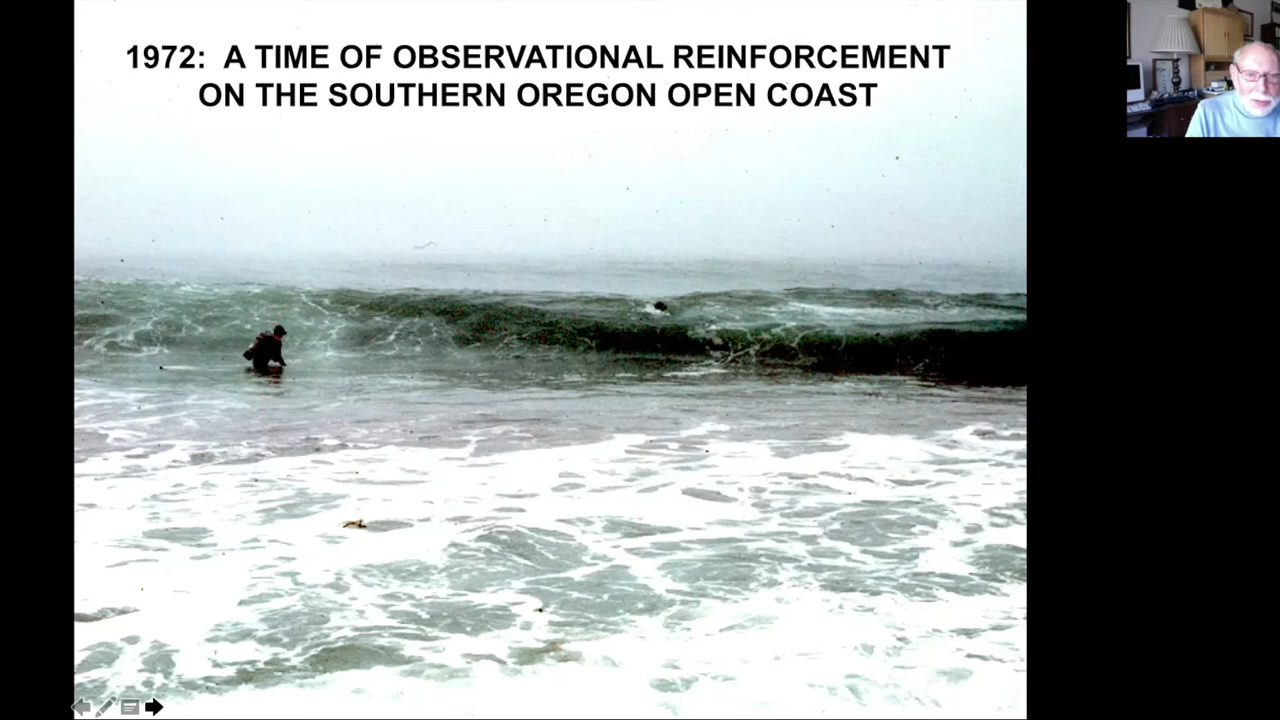 1972: A TIME OF OBSERVATIONAL REINFORCEMENT
ON THE SOUTHERN OREGON OPEN COAST